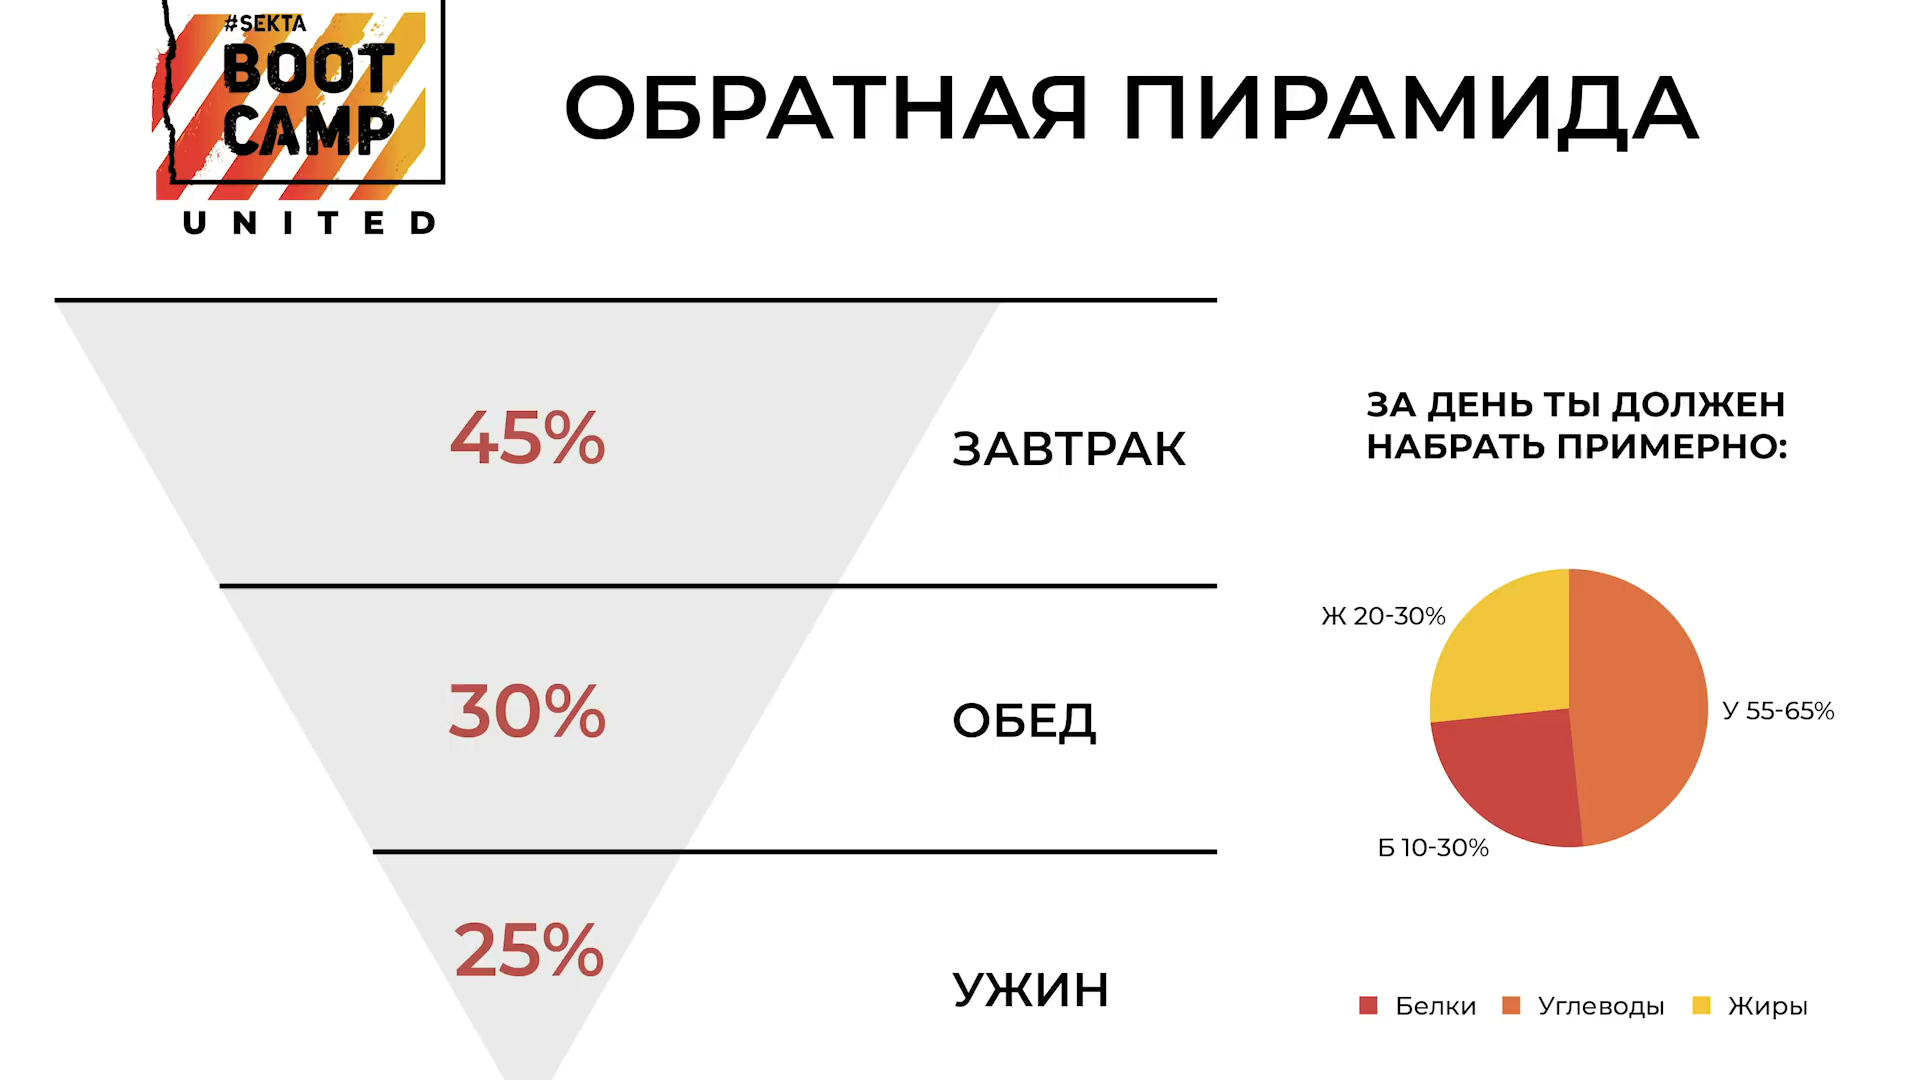 #SEKTA
BOOT
CAMP
UNITED
ОБРАТНАЯ ПИРАМИДА
45%
ЗАВТРАК
30%
ОБЕД
25%
УЖИН
ЗА ДЕНЬ ТЫ ДОЛЖЕН
НАБРАТЬ ПРИМЕРНО:
Ж 20-30%
У 55-65%
Б 10-30%
Белки Углеводы Жиры